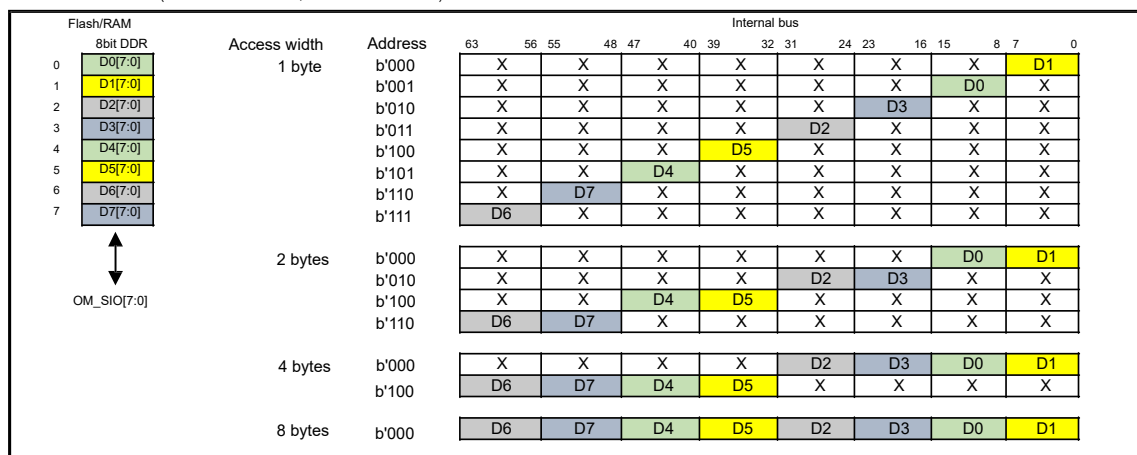 Flash/RAM Internal bus
8bit DDR Access width Address 63 56 55 48 47 40 39 32 31 24 23 16 15 8 7 0
0 D0[7:0] 1 byte b'000 X X X X X X X D1
1 D1[7:0] b'001 X X X X X X D0 X
2 D2[7:0] b'010 X X X X X D3 X X
3 D3[7:0] b'011 X X X X D2 X X X
4 D4[7:0] b'100 X X X D5 X X X X
5 D5[7:0] b'101 X X D4 X X X X X
6 D6[7:0] b'110 X D7 X X X X X X
7 D7[7:0] b'111 D6 X X X X X X X
2 bytes b'000 X X X X X X D0 D1
b'010 X X X X D2 D3 X X
OM_SIO[7:0] b'100 X X D4 D5 X X X X
b'110 D6 D7 X X X X X X
4 bytes b'000 X X X X D2 D3 D0 D1
b'100 D6 D7 D4 D5 X X X X
8 bytes b'000 D6 D7 D4 D5 D2 D3 D0 D1